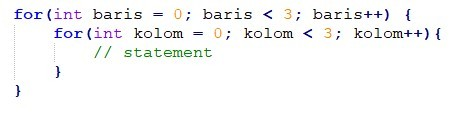 for(int baris = 0; baris < 3; baris++) {
    for(int kolom = 0; kolom < 3; kolom++){
        // statement
    }
}